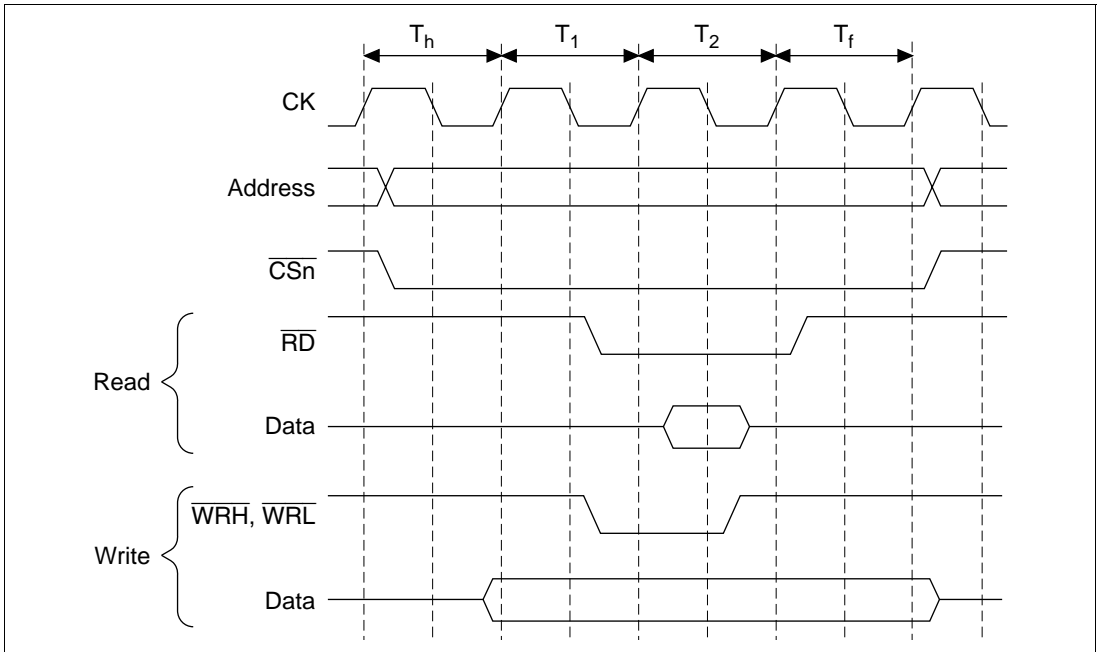 Th T1 T2 Tf
CK
Address
CSn
RD
Read
Data
WRH, WRL
Write
Data